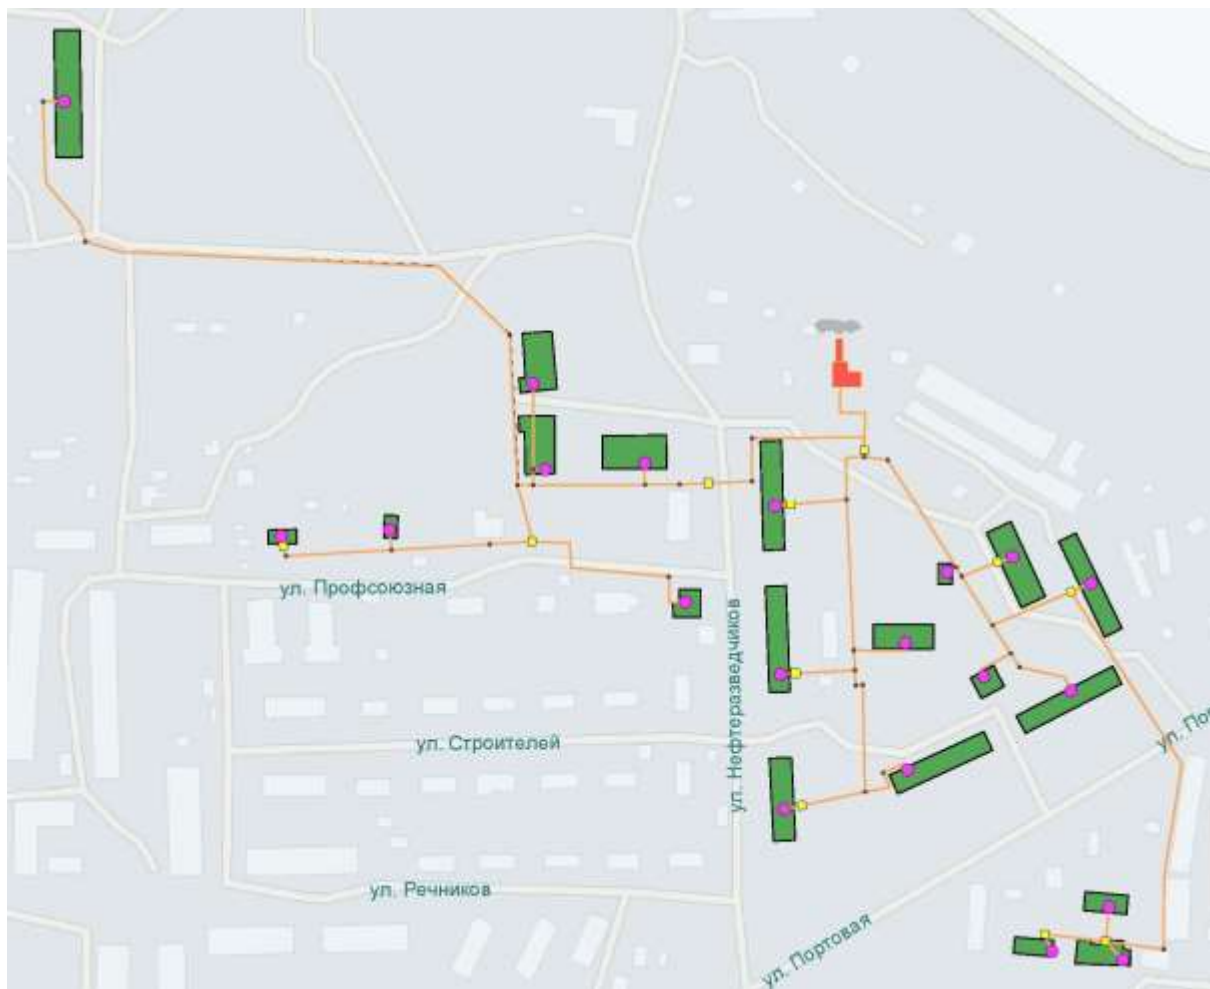 ул. Профсоюзная
ул. Нефтеразведчиков
ул. Строителей
ул. Речников
ул. Портовая